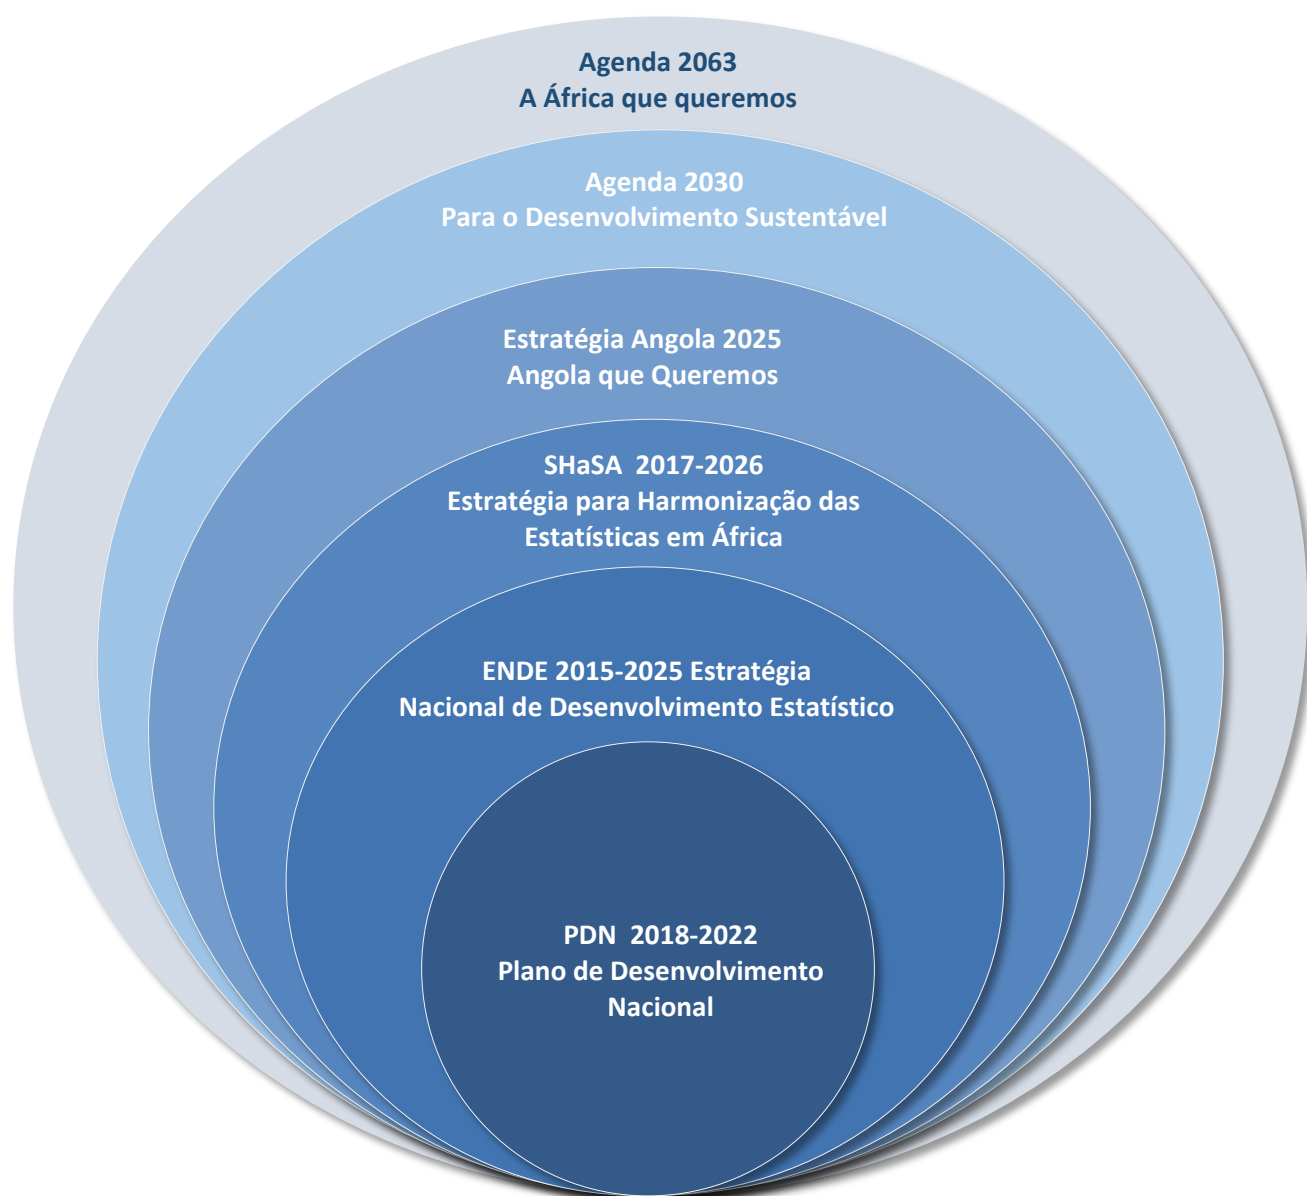 Agenda 2063
A África que queremos
Agenda 2030
Para o Desenvolvimento Sustentável
Estratégia Angola 2025
Angola que Queremos
SHaSA  2017-2026
Estratégia para Harmonização das
Estatísticas em África
ENDE 2015-2025 Estratégia
Nacional de Desenvolvimento Estatístico
PDN  2018-2022
Plano de Desenvolvimento
Nacional